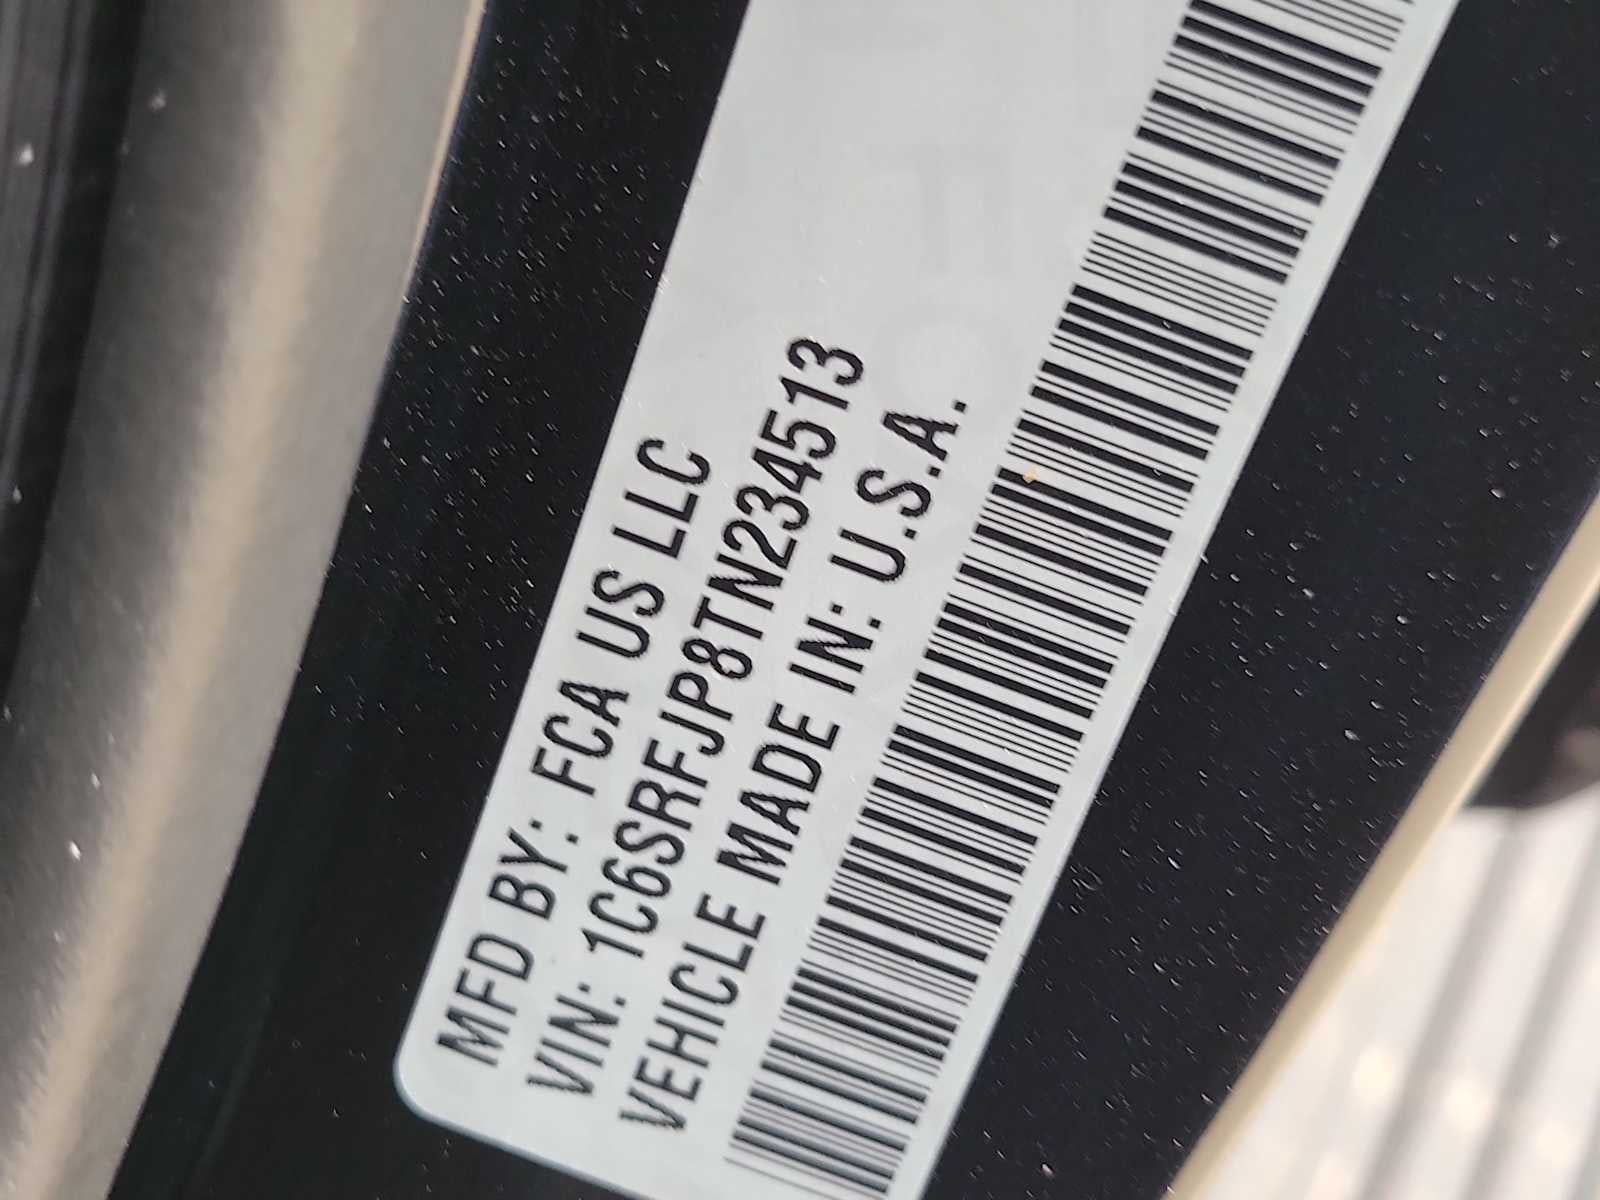 MFD BY: FCA US LLC
VIN: 1C6SRFJP8TN234513
VEHICLE MADE IN: U.S.A.